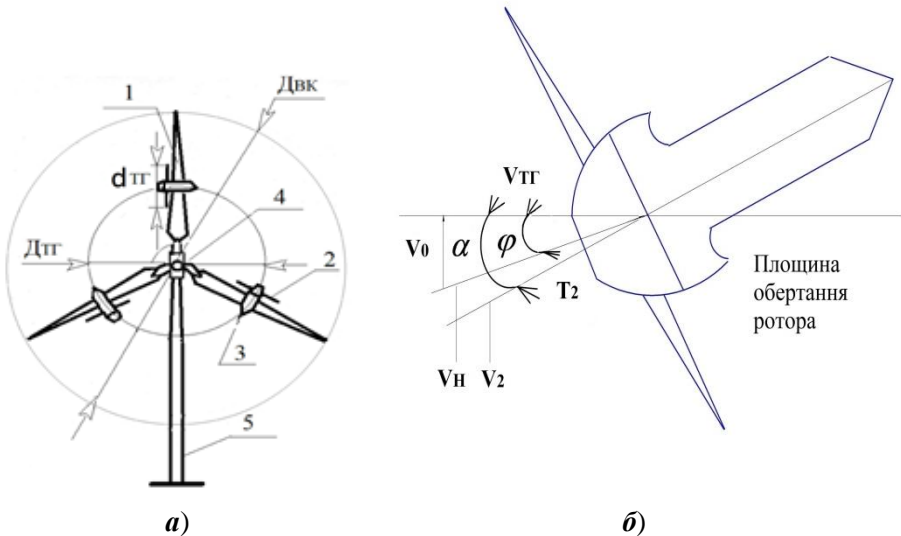 Двк
1
dтг
4
Дтг
2
3
5
а)
Vтг
V0
α
φ
T2
Площина
обертання
ротора
VН
V2
б)